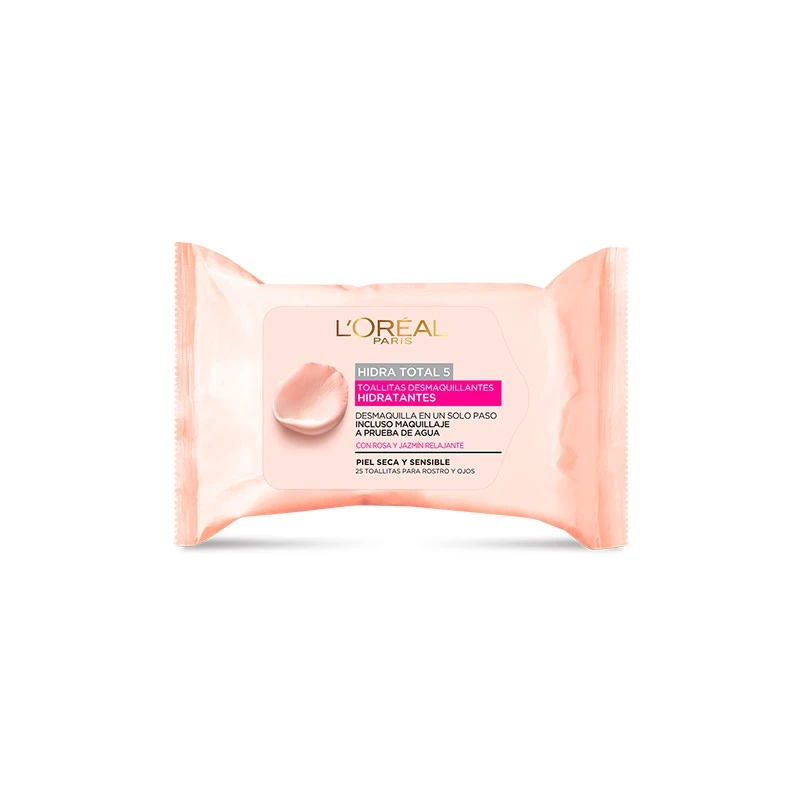 L'ORÉAL
PARIS
HIDRA TOTAL 5
TOALLITAS DESMAQUILLANTES
HIDRATANTES
DESMAQUILLA EN UN SOLO PASO
INCLUSO MAQUILLAJE
A PRUEBA DE AGUA
CON ROSA Y JAZMÍN RELAJANTE
PIEL SECA Y SENSIBLE
25 TOALLITAS PARA ROSTRO Y OJOS